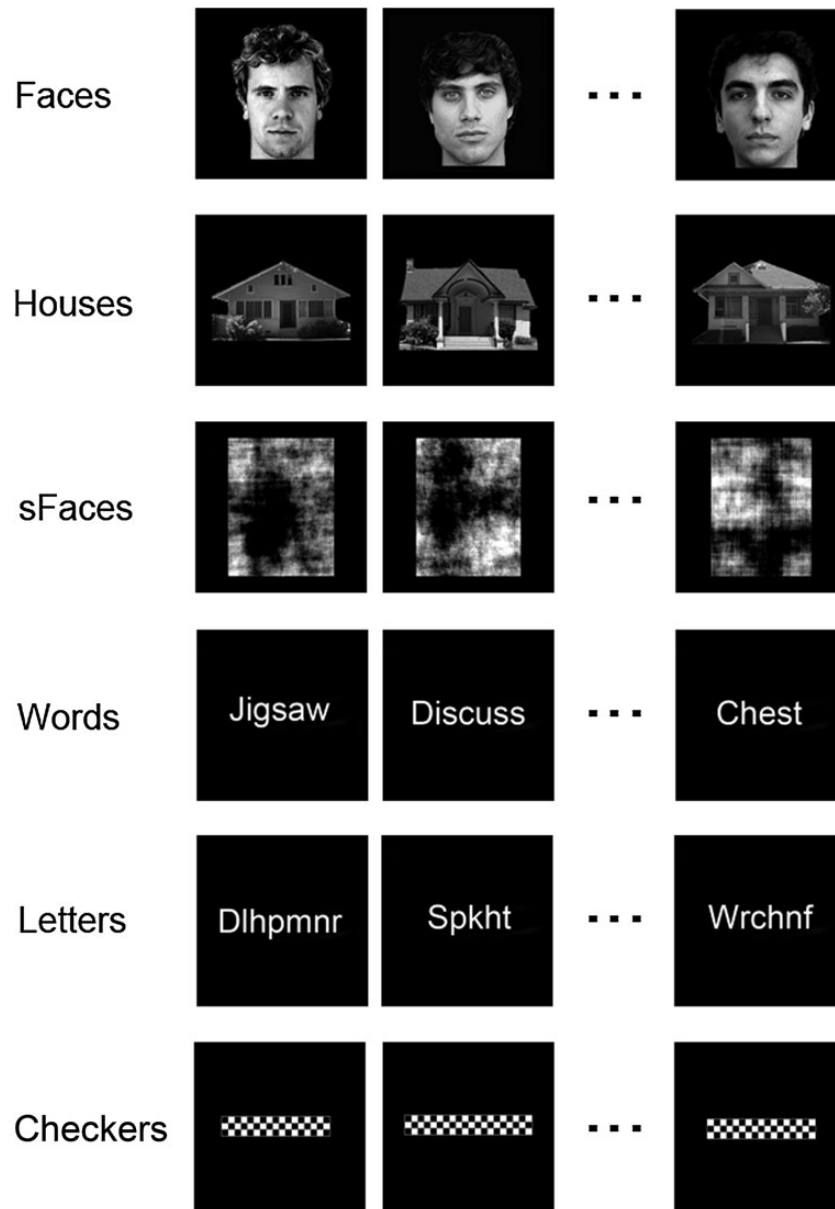 Faces
Houses
sFaces
Words
Jigsaw Discuss Chest
Letters
Dlhpmnr Spkht Wrchnf
Checkers